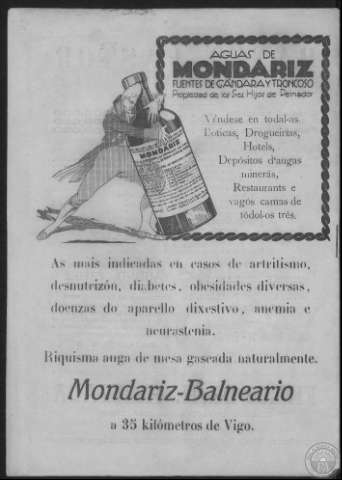 AGUAS DE
MONDARIZ
FUENTES DE GÁNDARA Y TRONCOSO
Propiedad de los Sres Hijos de Peinador
Véndese en todal-as
Boticas, Drogueirías,
Hotels,
Depósitos d'augas
minerás,
Restaurants e
vagós camas de
tódol-os trés.
MONDARIZ
As mais indicadas en casos de artritismo,
desnutrizón, diabetes, obesidades diversas,
doenzas do aparello dixestivo, anemia e
neurastenia.
Riquisma auga de mesa gaseada naturalmente.
Mondariz-Balneario
a 35 kilómetros de Vigo.